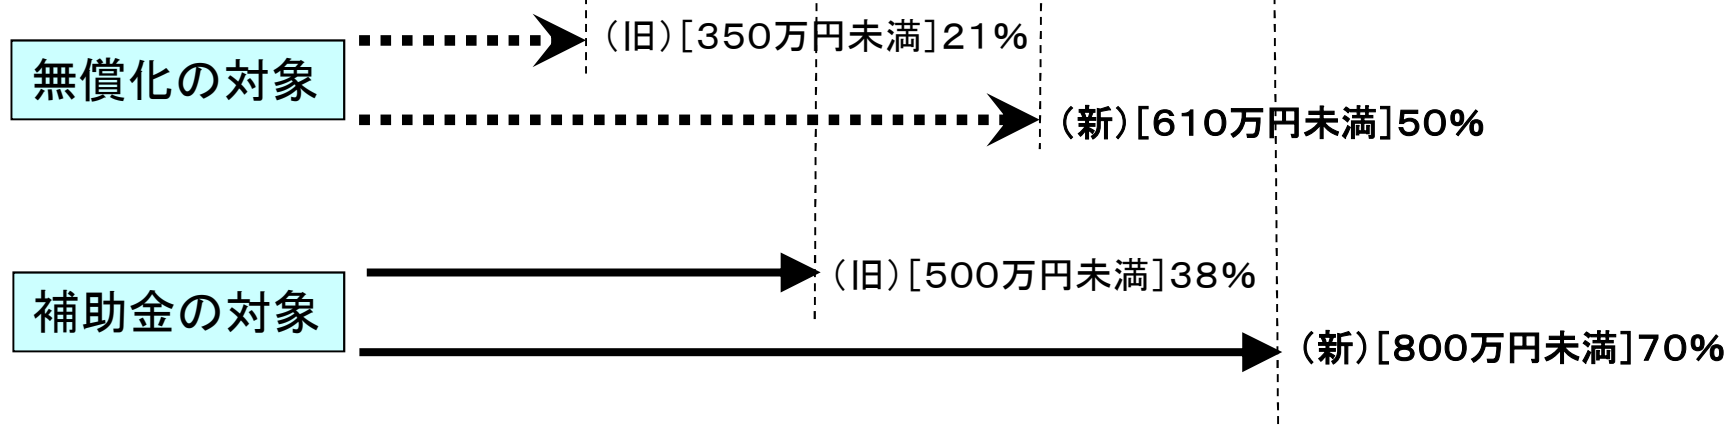 （旧）［350万円未満］21%
無償化の対象
（新）［610万円未満］50%
（旧）［500万円未満］38%
補助金の対象
（新）［800万円未満］70%